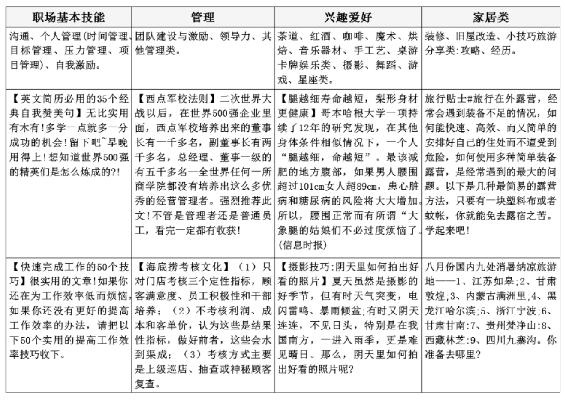 职场基本技能
管理
兴趣爱好
家居类
沟通、个人管理(时间管理、
目标管理、压力管理、项
目管理)、自我激励。
团队建设与激励、领导力、其
他管理类。
茶道、红酒、咖啡、魔术、烘
焙、音乐器材、手工艺、桌游
卡牌娱乐类、摄影、舞蹈、游
戏、星座类。
装修、旧屋改造、小技巧旅游
分享类:攻略、经历。
【英文简历必用的35个经
典自我赞美句】无比实用
有木有!多学一点就多一分
成功的机会!留下吧~早晚
用得上!想知道世界500强
的精英们是怎么炼成的?!
【西点军校法则】二次世界大
战以后，在世界500强企业里
面，西点军校培养出来的董事
长有一千多名，副董事长有两
千多名，总经理、董事一级的
有五千多名—全世界任何一所
商学院都没有培养出这么多优
秀的经营管理者。强烈推荐此
文!不管是管理者还是普通员
工，看完一定都有收获!
【腿越细寿命越短，梨形身材
更健康】哥本哈根大学一项持
续了12年的研究发现，在其他
身体条件相似情况下，一个人
“腿越细，命越短”。最该减
肥的地方腹部，如果男人腰围
超过101cm女人超89cm，患心脏
病和糖尿病的风险将大大增加。
所以，腰围正常而有所谓“大
象腿的姑娘们不必过度烦恼了。
(信息时报)
旅行贴士#旅行在外露营，经
常会遇到装备不足的情况，如
何能快速、高效、而又简单的
安排好自己的住处而不遭受到
危险，如何使用多种简单装备
露营，是经常遇到的最大的问
题。以下是几种最简易的露营
方法，只要有一块塑料布或者
蚊帐，你就能免去露宿之苦。
学起来吧!
【快速完成工作的50个技
巧】很实用的文章!如果你
还在为工作效率低而烦恼，
如果你还没有更好的提高
工作效率的办法，请把以
下50个实用的提高工作效
率技巧收下。
【海底捞考核文化】（1）只
对门店考核三个定性指标，顾
客满意度、员工积极性和干部
培养；（2）不考核利润、成
本和客单价，认为这些是结果
性指标，做好前者，这些会水
到渠成；（3）考核方式主要
是上级巡店、抽查或神秘顾客
复查。
【摄影技巧:阴天里如何拍出好
看的照片】夏天虽然是摄影的
好季节，但有时天气突变，电
闪雷鸣、暴雨倾盆；有时又阴天
连连，不见日头，特别是在我
国南方，一进入雨季，更是难
见晴日。那么，阴天里如何拍
出好看的照片呢?
八月份国内九处消暑纳凉旅游
地——1、江苏如皋；2、甘肃
敦煌；3、内蒙古满洲里；4、黑
龙江哈尔滨；5、浙江宁波；6、
甘肃甘南；7、贵州梵净山；8、
西藏林芝；9、四川九寨沟。你
准备去哪里?